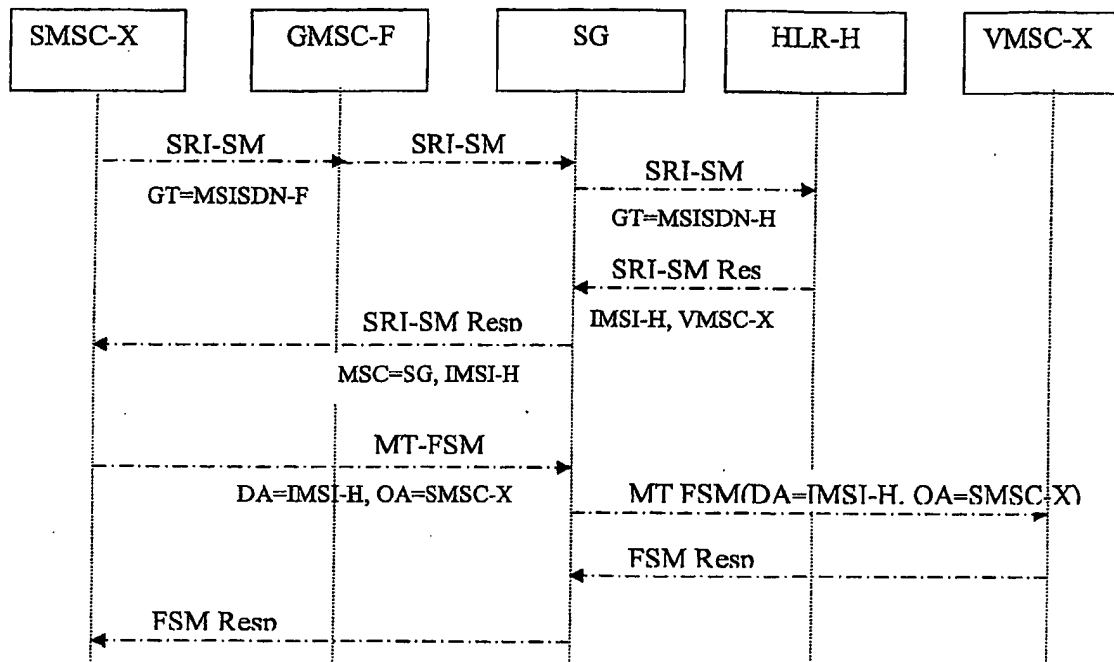 SMSC-X GMSC-F SG HLR-H VMSC-X
SRI-SM SRI-SM
GT=MSISDN-F
SRI-SM
GT=MSISDN-H
SRI-SM Res
IMSI-H, VMSC-X
SRI-SM Resp
MSC=SG, IMSI-H
MT-FSM
DA=IMSI-H, OA=SMSC-X
MT FSM(DA=IMSI-H, OA=SMSC-X)
FSM Resp
FSM Resp